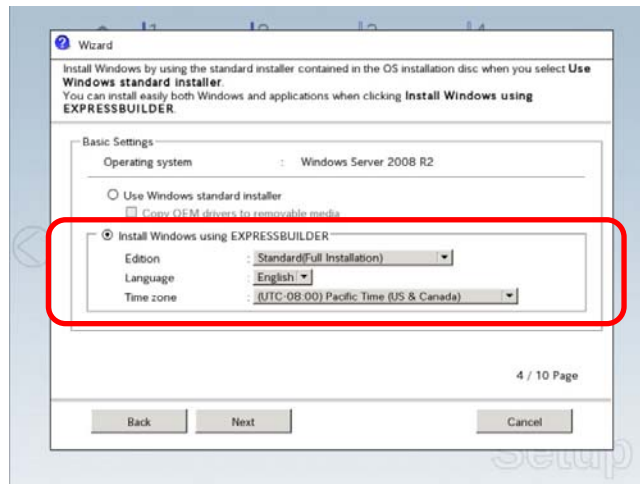 Wizard
Install Windows by using the standard installer contained in the OS installation disc when you select Use
Windows standard installer.
You can install easily both Windows and applications when clicking Install Windows using
EXPRESSBUILDER.
Basic Settings
Operating system : Windows Server 2008 R2
Use Windows standard installer
Copy OEM drivers to removable media
Install Windows using EXPRESSBUILDER
Edition : Standard(Full Installation)
Language : English
Time zone : (UTC-08:00) Pacific Time (US & Canada)
4 / 10 Page
Back Next Cancel
Setup